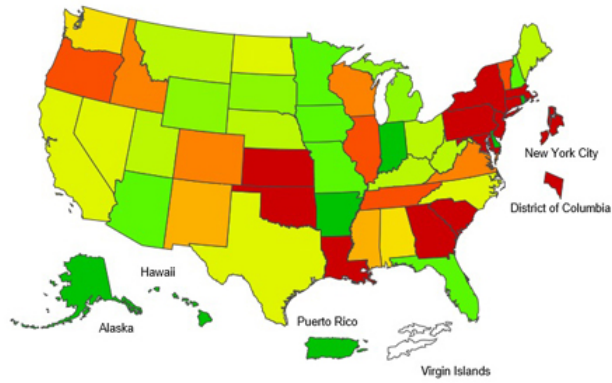 New York City
District of Columbia
Hawaii
Alaska
Puerto Rico
Virgin Islands